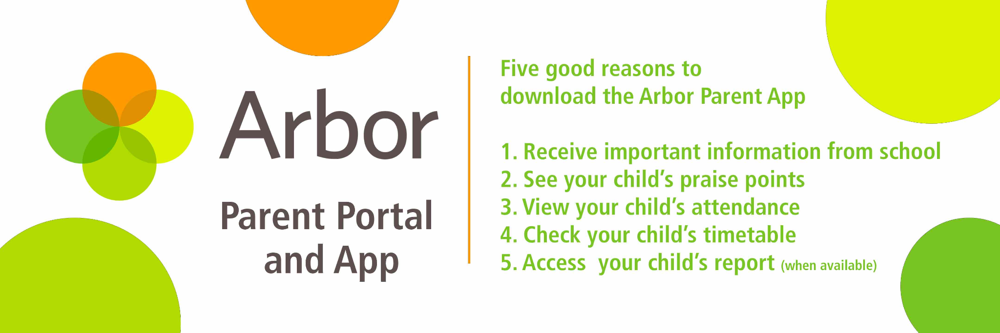 Arbor
Parent Portal
and App
Five good reasons to
download the Arbor Parent App
1. Receive important information from school
2. See your child’s praise points
3. View your child’s attendance
4. Check your child’s timetable
5. Access  your child’s report (when available)